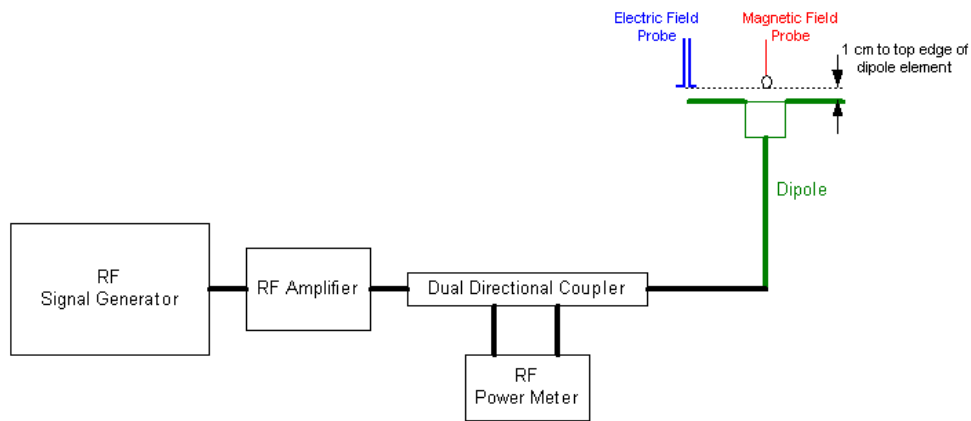 Electric Field
Probe
Magnetic Field
Probe
1 cm to top edge of
dipole element
Dipole
RF
Signal Generator
RF Amplifier
Dual Directional Coupler
RF
Power Meter